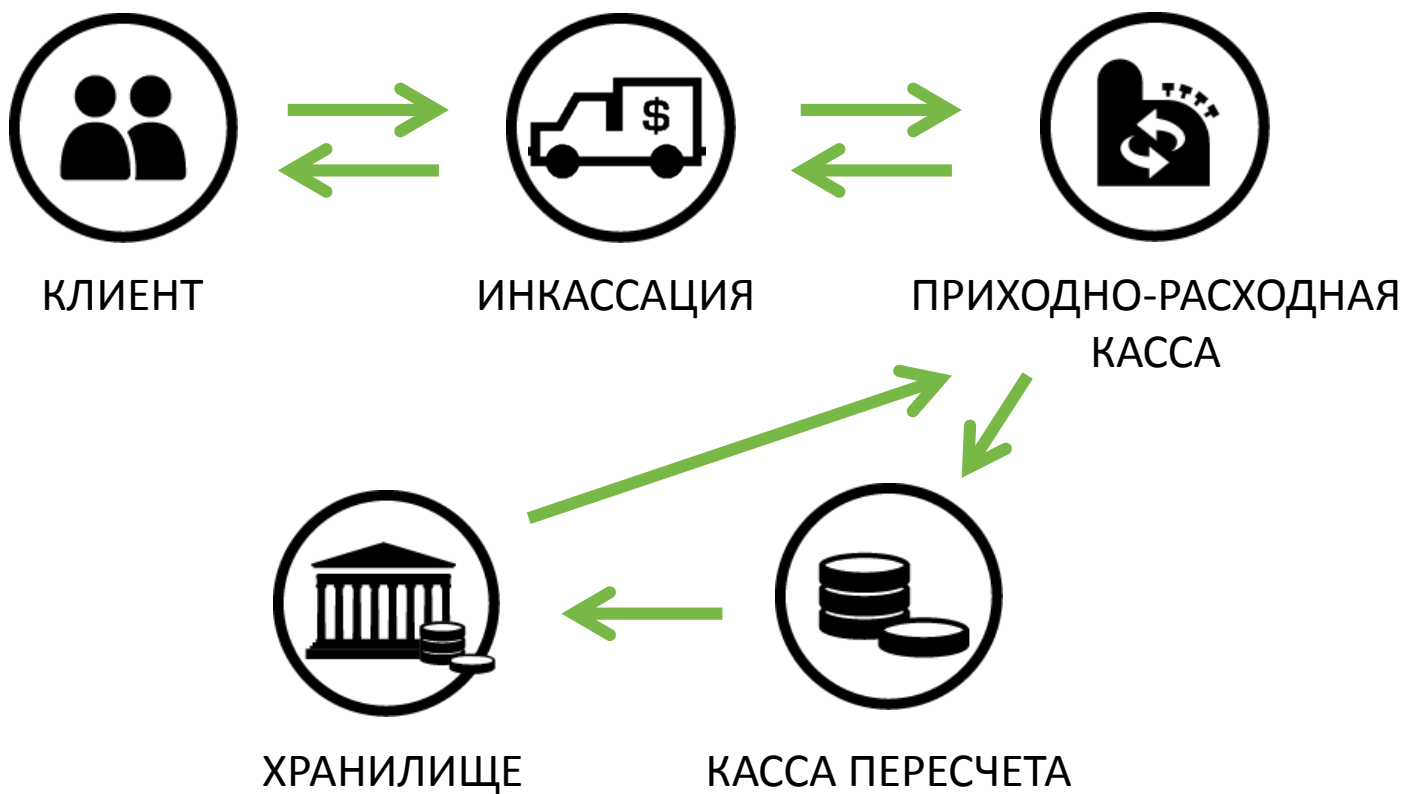 $
КЛИЕНТ
ИНКАССАЦИЯ
ПРИХОДНО-РАСХОДНАЯ
КАССА
ХРАНИЛИЩЕ
КАССА ПЕРЕСЧЕТА